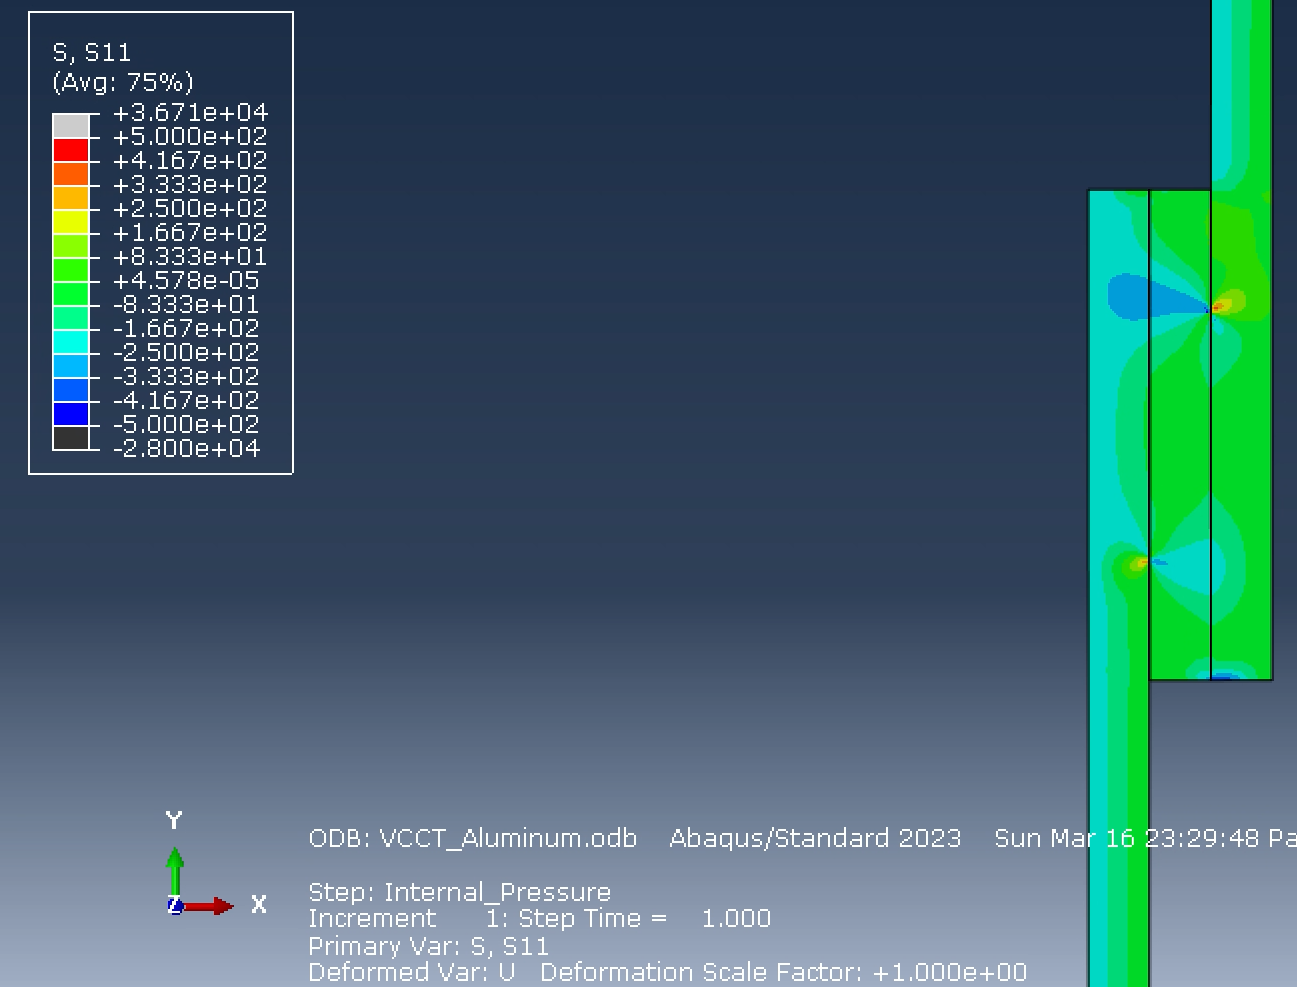 S, S11
(Avg: 75%)
+3.671e+04
+5.000e+02
+4.167e+02
+3.333e+02
+2.500e+02
+1.667e+02
+8.333e+01
+4.578e-05
-8.333e+01
-1.667e+02
-2.500e+02
-3.333e+02
-4.167e+02
-5.000e+02
-2.800e+04
Y
Z
X
ODB: VCCT_Aluminum.odb Abaqus/Standard 2023 Sun Mar 16 23:29:48 Pa
Step: Internal_Pressure
Increment 1: Step Time = 1.000
Primary Var: S, S11
Deformed Var: U Deformation Scale Factor: +1.000e+00